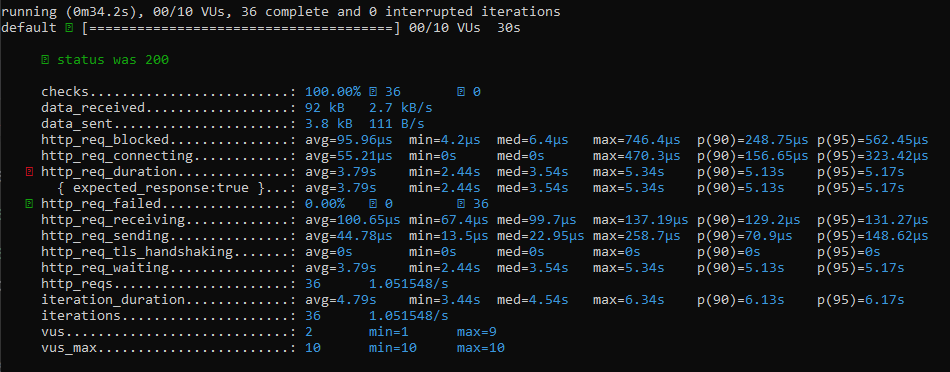 running (0m34.2s), 00/10 VUs, 36 complete and 0 interrupted iterations
default [======================================] 00/10 VUs  30s
status was 200
checks.........................: 100.00% 36 0
data_received..................: 92 kB 2.7 kB/s
data_sent......................: 3.8 kB 111 B/s
http_req_blocked...............: avg=95.96µs min=4.2µs med=6.4µs max=746.4µs p(90)=248.75µs p(95)=562.45µs
http_req_connecting............: avg=55.21µs min=0s med=0s max=470.3µs p(90)=156.65µs p(95)=323.42µs
http_req_duration..............: avg=3.79s min=2.44s med=3.54s max=5.34s p(90)=5.13s p(95)=5.17s
{ expected_response:true }...: avg=3.79s min=2.44s med=3.54s max=5.34s p(90)=5.13s p(95)=5.17s
http_req_failed................: 0.00% 0 36
http_req_receiving.............: avg=100.65µs min=67.4µs med=99.7µs max=137.19µs p(90)=129.2µs p(95)=131.27µs
http_req_sending...............: avg=44.78µs min=13.5µs med=22.95µs max=258.7µs p(90)=70.9µs p(95)=148.62µs
http_req_tls_handshaking.......: avg=0s min=0s med=0s max=0s p(90)=0s p(95)=0s
http_req_waiting...............: avg=3.79s min=2.44s med=3.54s max=5.34s p(90)=5.13s p(95)=5.17s
http_reqs......................: 36 1.051548/s
iteration_duration.............: avg=4.79s min=3.44s med=4.54s max=6.34s p(90)=6.13s p(95)=6.17s
iterations.....................: 36 1.051548/s
vus............................: 2 min=1 max=9
vus_max........................: 10 min=10 max=10